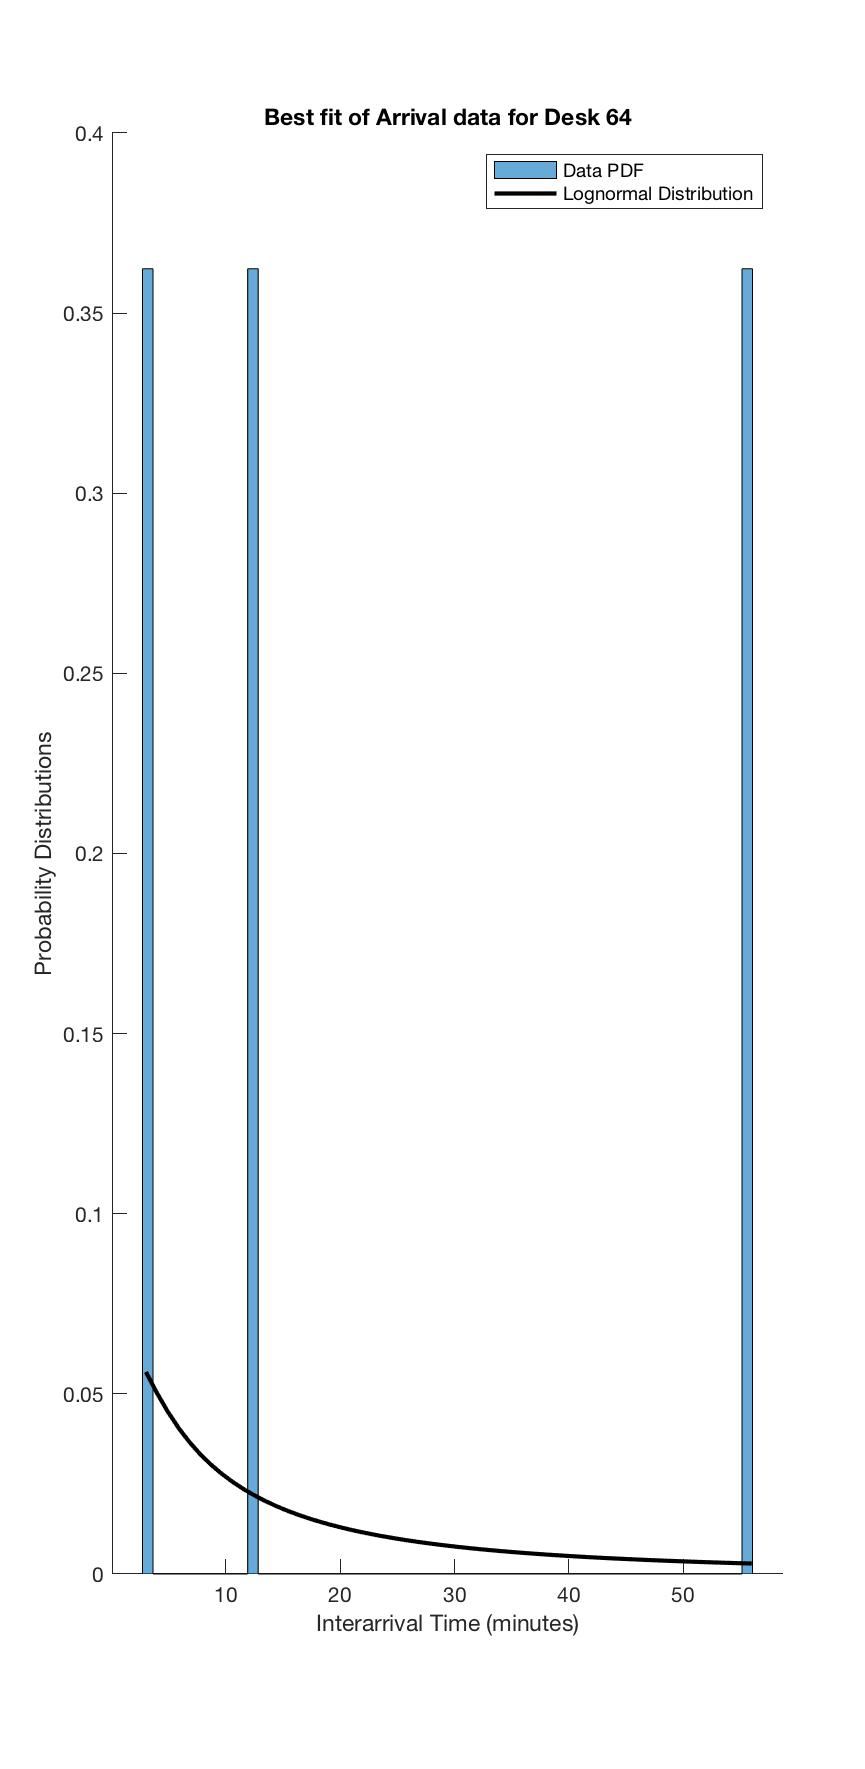 Best fit of Arrival data for Desk 64
0.4
Data PDF
Lognormal Distribution
0.35
0.3
0.25
0.2
0.15
0.1
0.05
0
Probability Distributions
10 20 30 40 50
Interarrival Time (minutes)